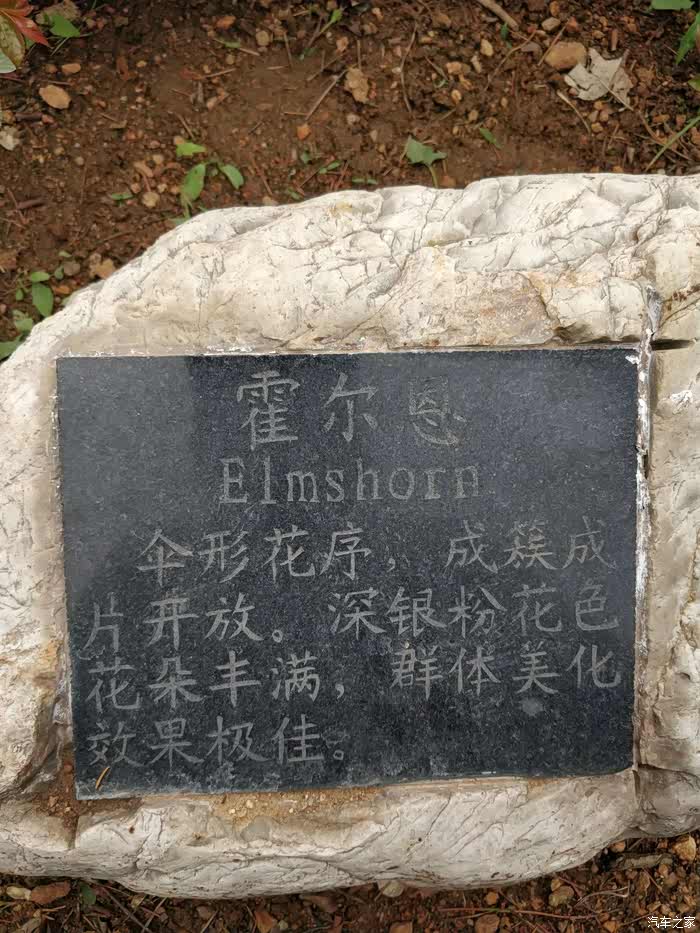 霍尔恩
Elmshorn
伞形花序，成簇成
片开放。深银粉花色
花朵丰满，群体美化
效果极佳。
汽车之家